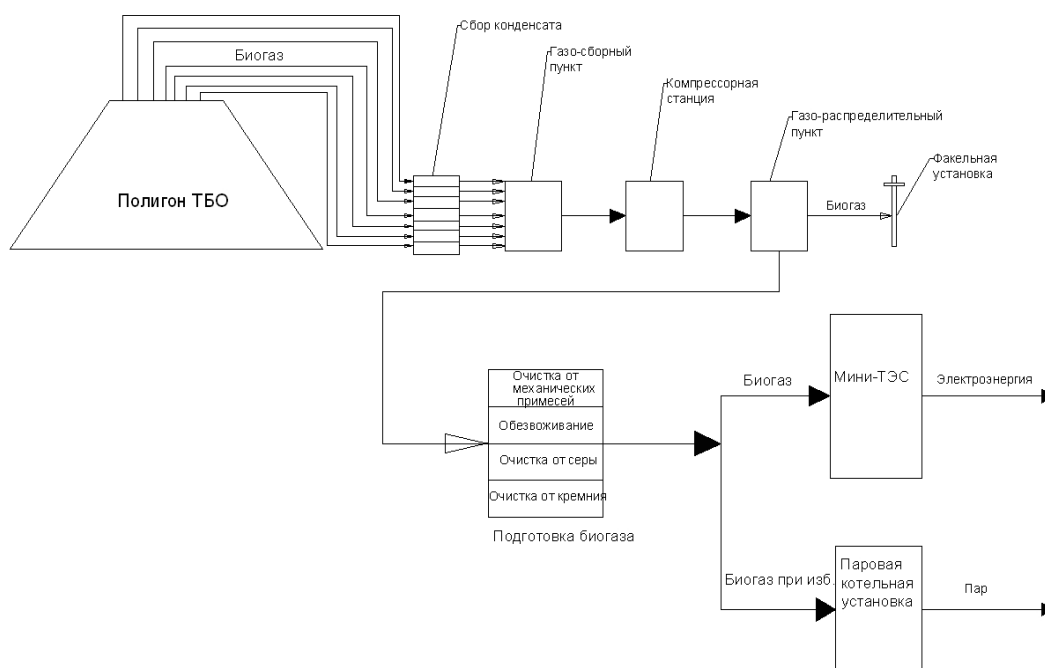 Сбор конденсата
Биогаз
Газо-сборный
пункт
Компрессорная
станция
Газо-распределительный
пункт
Факельная
установка
Полигон ТБО
Биогаз
Очистка от
механических
примесей
Обезвоживание
Очистка от серы
Очистка от кремния
Подготовка биогаза
Биогаз
Мини-ТЭС
Электроэнергия
Биогаз при изб.
Паровая
котельная
установка
Пар